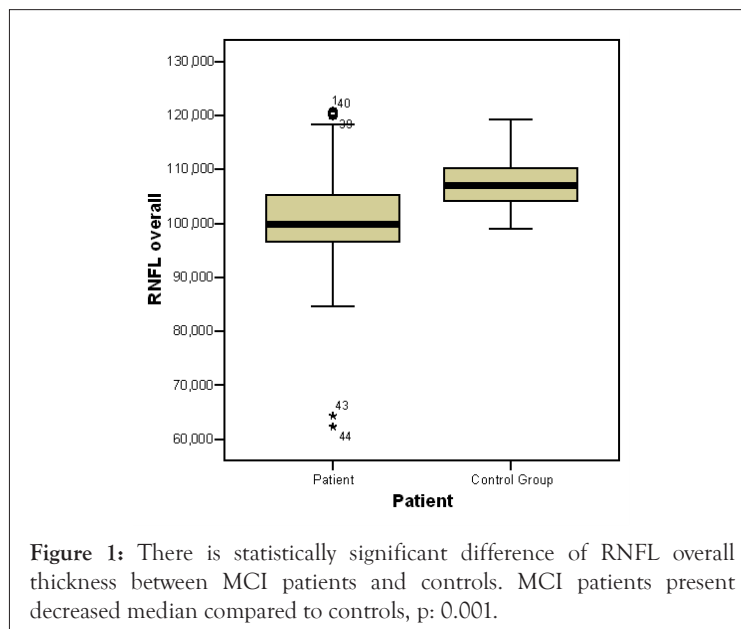 130,000
120,000
110,000
100,000
90,000
80,000
70,000
60,000
RNFL overall
1 40
39
43
44
Patient Control Group
Patient
Figure 1: There is statistically significant difference of RNFL overall
thickness between MCI patients and controls. MCI patients present
decreased median compared to controls, p: 0.001.